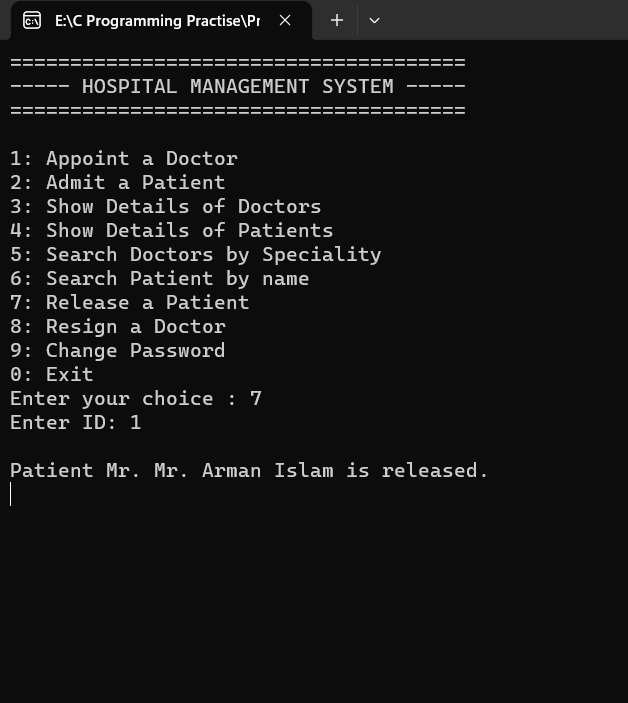 E:\C Programming Practise\Pr
======================================
----- HOSPITAL MANAGEMENT SYSTEM -----
======================================
1: Appoint a Doctor
2: Admit a Patient
3: Show Details of Doctors
4: Show Details of Patients
5: Search Doctors by Speciality
6: Search Patient by name
7: Release a Patient
8: Resign a Doctor
9: Change Password
0: Exit
Enter your choice : 7
Enter ID: 1
Patient Mr. Mr. Arman Islam is released.